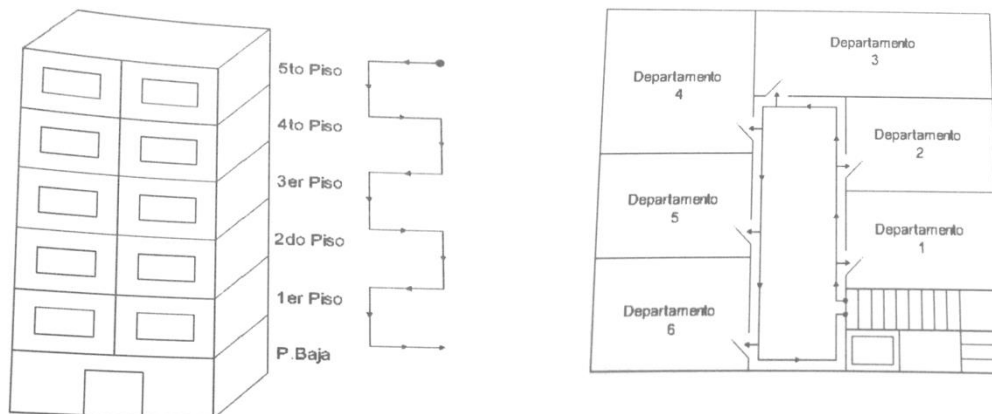 5to Piso
4to Piso
3er Piso
2do Piso
1er Piso
P.Baja
Departamento
3
Departamento
4
Departamento
2
Departamento
5
Departamento
1
Departamento
6